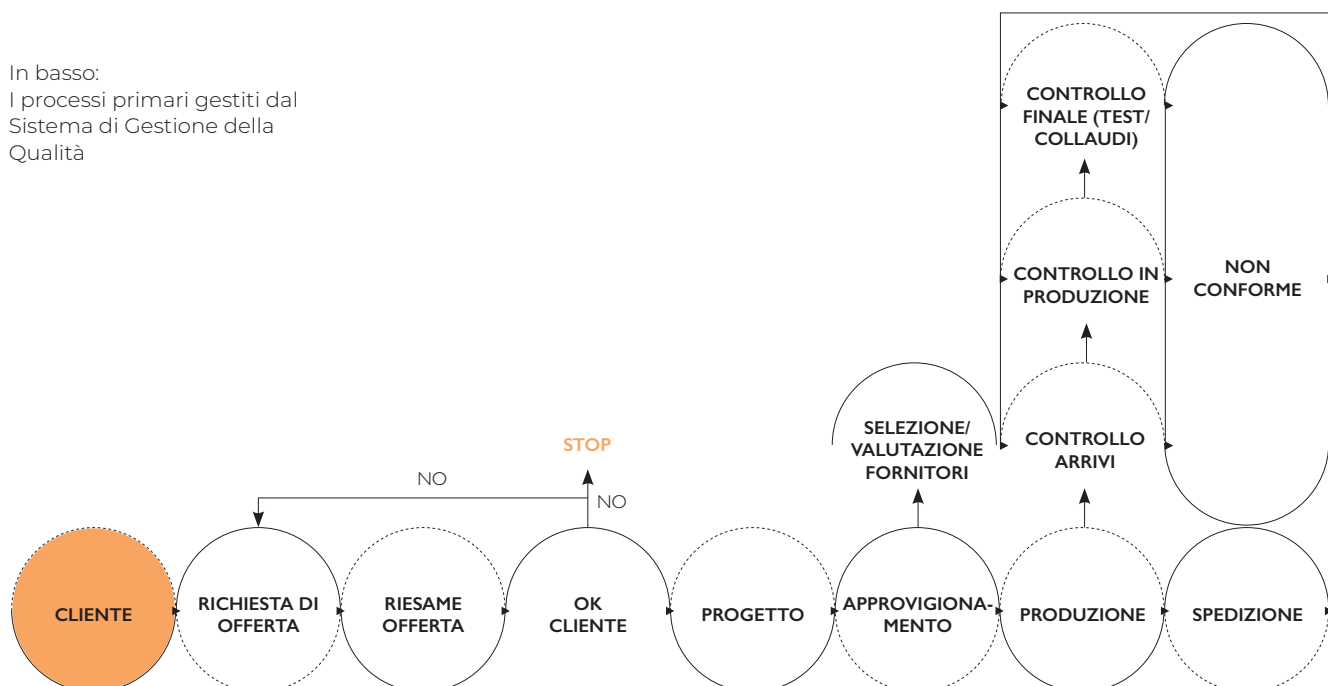 In basso:
I processi primari gestiti dal
Sistema di Gestione della
Qualità
CONTROLLO
FINALE (TEST/
COLLAUDI)
CONTROLLO IN
PRODUZIONE
NON
CONFORME
SELEZIONE/
VALUTAZIONE
FORNITORI
CONTROLLO
ARRIVI
STOP
NO
NO
CLIENTE
RICHIESTA DI
OFFERTA
RIESAME
OFFERTA
OK
CLIENTE
PROGETTO
APPROVIGIONA-
MENTO
PRODUZIONE
SPEDIZIONE